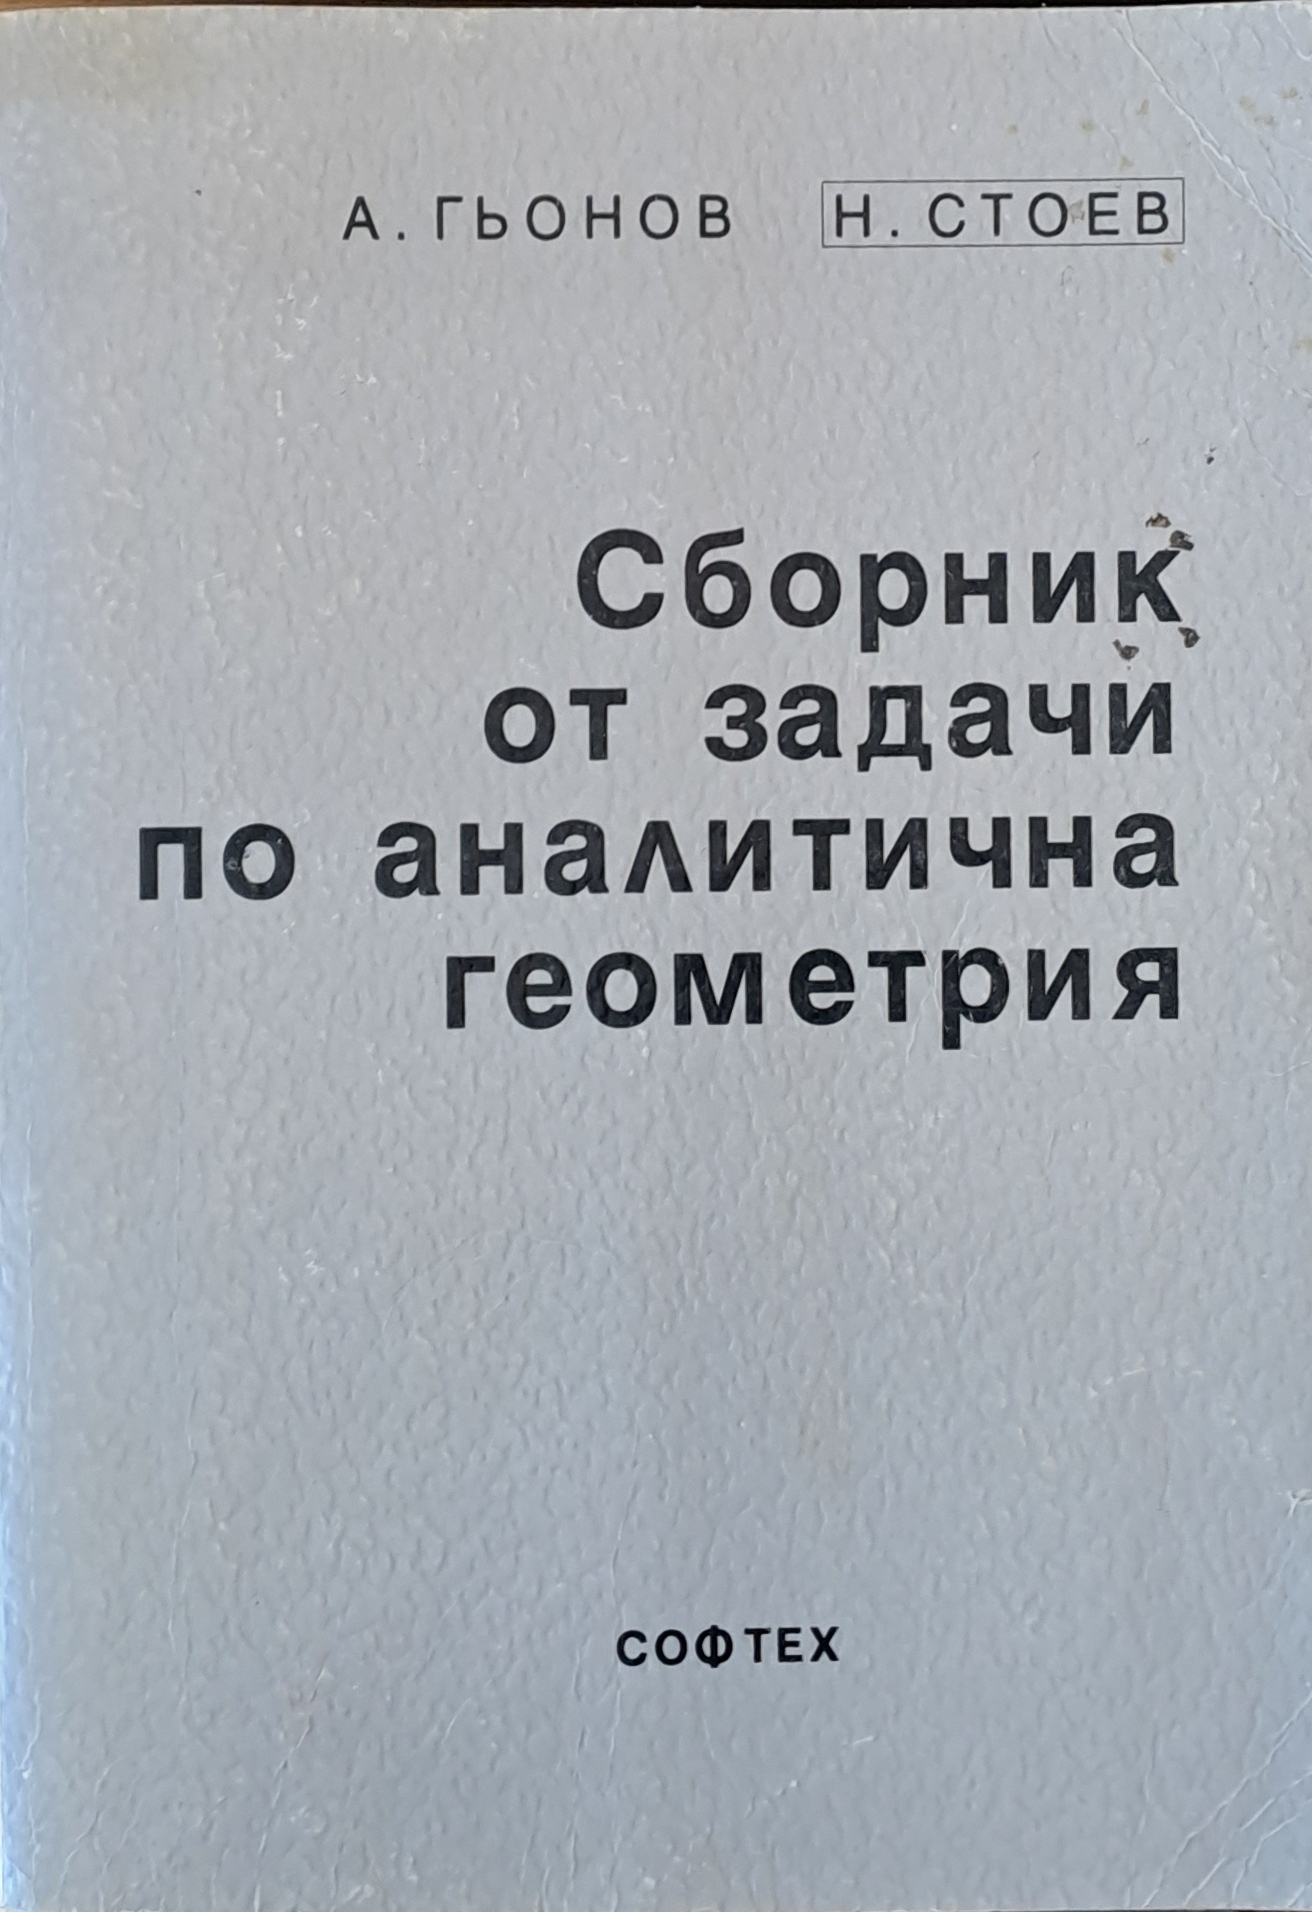 А. ГЬОНОВ Н. СТОЕВ
Сборник
от задачи
по аналитична
геометрия
СОФТЕХ